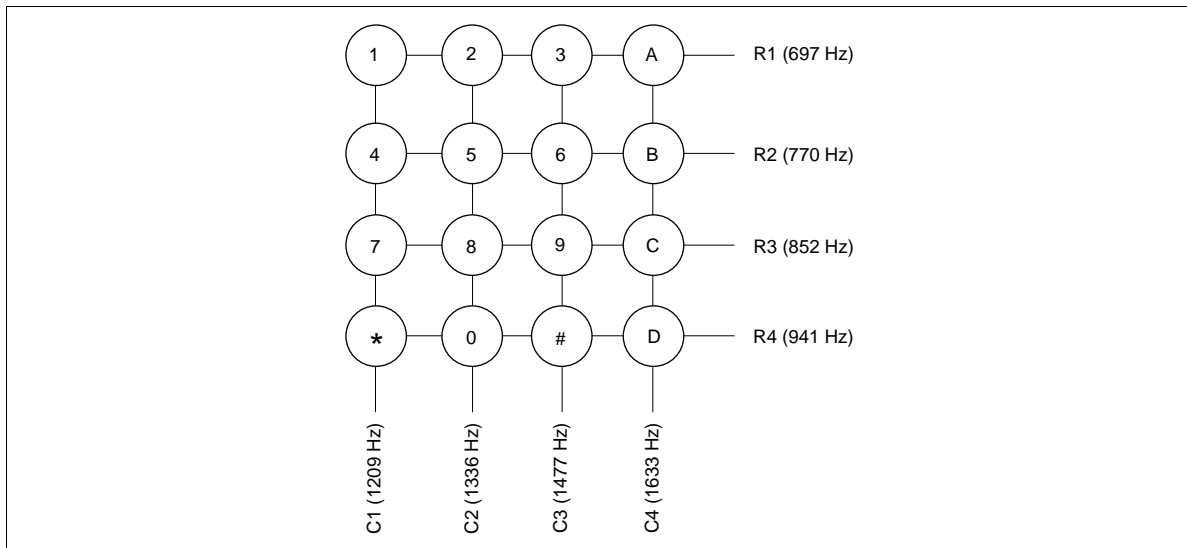 1 2 3 A R1 (697 Hz)
4 5 6 B R2 (770 Hz)
7 8 9 C R3 (852 Hz)
* 0 # D R4 (941 Hz)
C1 (1209 Hz)
C2 (1336 Hz)
C3 (1477 Hz)
C4 (1633 Hz)